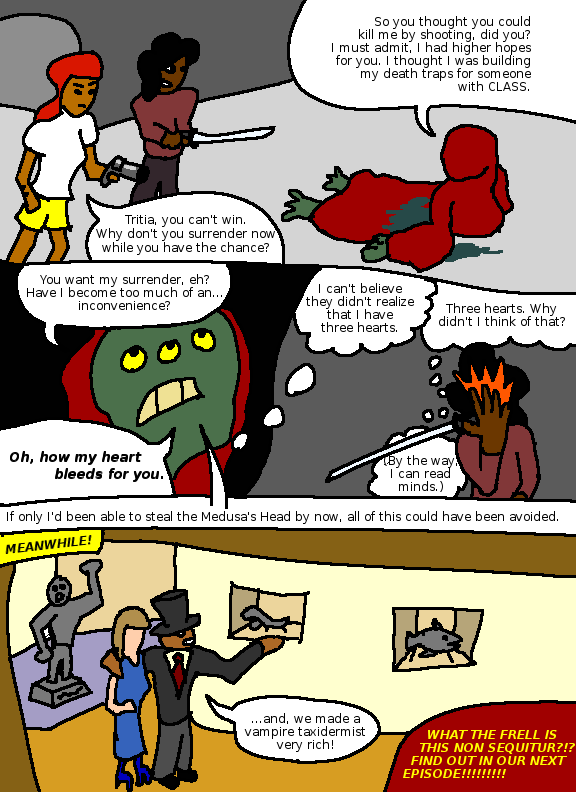 So you thought you could
kill me by shooting, did you?
I must admit, I had higher hopes
for you. I thought I was building
my death traps for someone
with CLASS.
Tritia, you can't win.
Why don't you surrender now
while you have the chance?
You want my surrender, eh?
Have I become too much of an...
inconvenience?
Oh, how my heart
bleeds for you.
I can't believe
they didn't realize
that I have
three hearts.
Three hearts. Why
didn't I think of that?
(By the way,
I can read
minds.)
If only I'd been able to steal the Medusa's Head by now, all of this could have been avoided.
MEANWHILE!
...and, we made a
vampire taxidermist
very rich!
WHAT THE FRELL IS
THIS NON SEQUITUR?!?
FIND OUT IN OUR NEXT
EPISODE!!!!!!!!!